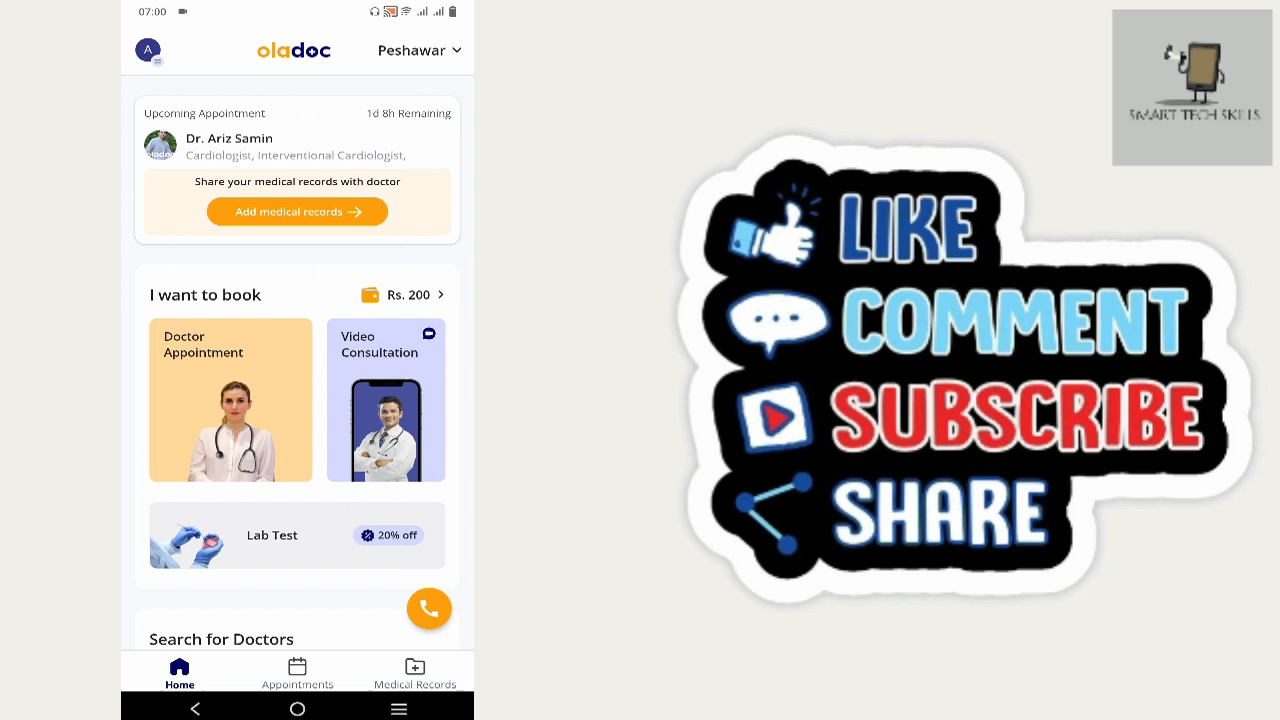 07:00
A
oladoc
Peshawar
Upcoming Appointment
1d 8h Remaining
Dr. Ariz Samin
Cardiologist, Interventional Cardiologist,
oladoc
Share your medical records with doctor
Add medical records
I want to book
Rs. 200
Doctor
Appointment
Video
Consultation
Lab Test
20% off
Search for Doctors
Home
Appointments
Medical Records
SMART TECH SKILLS
LIKE
COMMENT
SUBSCRIBE
SHARE